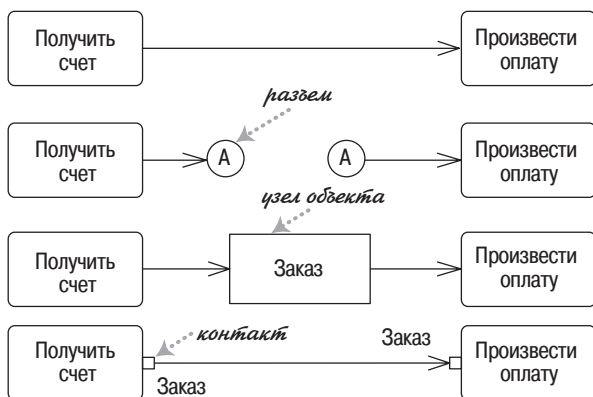 Получить
счет
Произвести
оплату
разъем
Получить
счет
А
А
Произвести
оплату
узел объекта
Получить
счет
Заказ
Произвести
оплату
Получить
счет
контакт
Заказ
Заказ
Произвести
оплату